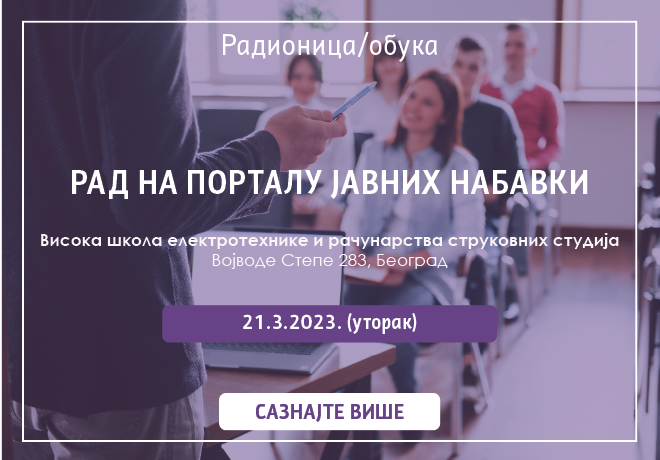 Радионица/обука
РАД НА ПОРТАЛУ ЈАВНИХ НАБАВКИ
Висока школа електротехнике и рачунарства струковних студија
Војводе Степе 283, Београд
21.3.2023. (уторак)
САЗНАЈТЕ ВИШЕ